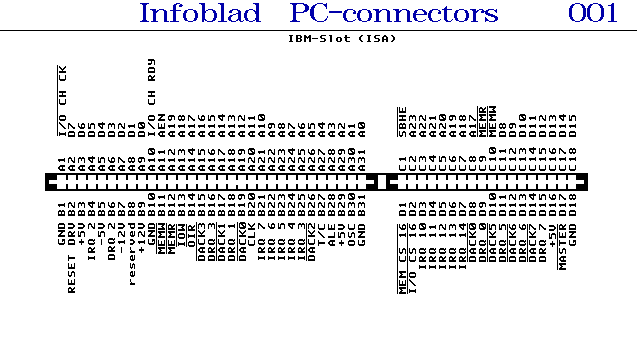 Infoblad PC-connectors 001
IBM-Slot (ISA)
A1 I/O CH CK
A2 D7
A3 D6
A4 D5
A5 D4
A6 D3
A7 D2
A8 D1
A9 D0
A10 I/O CH RDY
A11 AEN
A12 A19
A13 A18
A14 A17
A15 A16
A16 A15
A17 A14
A18 A13
A19 A12
A20 A11
A21 A10
A22 A9
A23 A8
A24 A7
A25 A6
A26 A5
A27 A4
A28 A3
A29 A2
A30 A1
A31 A0
C1 SBHE
C2 A23
C3 A22
C4 A21
C5 A20
C6 A19
C7 A18
C8 A17
C9 MEMR
C10 MEMW
C11 D8
C12 D9
C13 D10
C14 D11
C15 D12
C16 D13
C17 D14
C18 D15
GND B1
RESET DRV B2
+5V B3
IRQ 2 B4
-5V B5
DRQ 2 B6
-12V B7
reserved B8
+12V B9
GND B10
MEMW B11
MEMR B12
IOW B13
OIR B14
DACK3 B15
DRQ 3 B16
DACK1 B17
DRQ 1 B18
DACK0 B19
CLK B20
IRQ 7 B21
IRQ 6 B22
IRQ 5 B23
IRQ 4 B24
IRQ 3 B25
DACK2 B26
T/C B27
ALE B28
+5V B29
OSC B30
GND B31
MEM CS 16 D1
I/O CS 16 D2
IRQ 10 D3
IRQ 11 D4
IRQ 12 D5
IRQ 13 D6
IRQ 14 D7
DACK0 D8
DRQ 0 D9
DACK5 D10
DRQ 5 D11
DACK6 D12
DRQ 6 D13
DACK7 D14
DRQ 7 D15
+5V D16
MASTER D17
GND D18